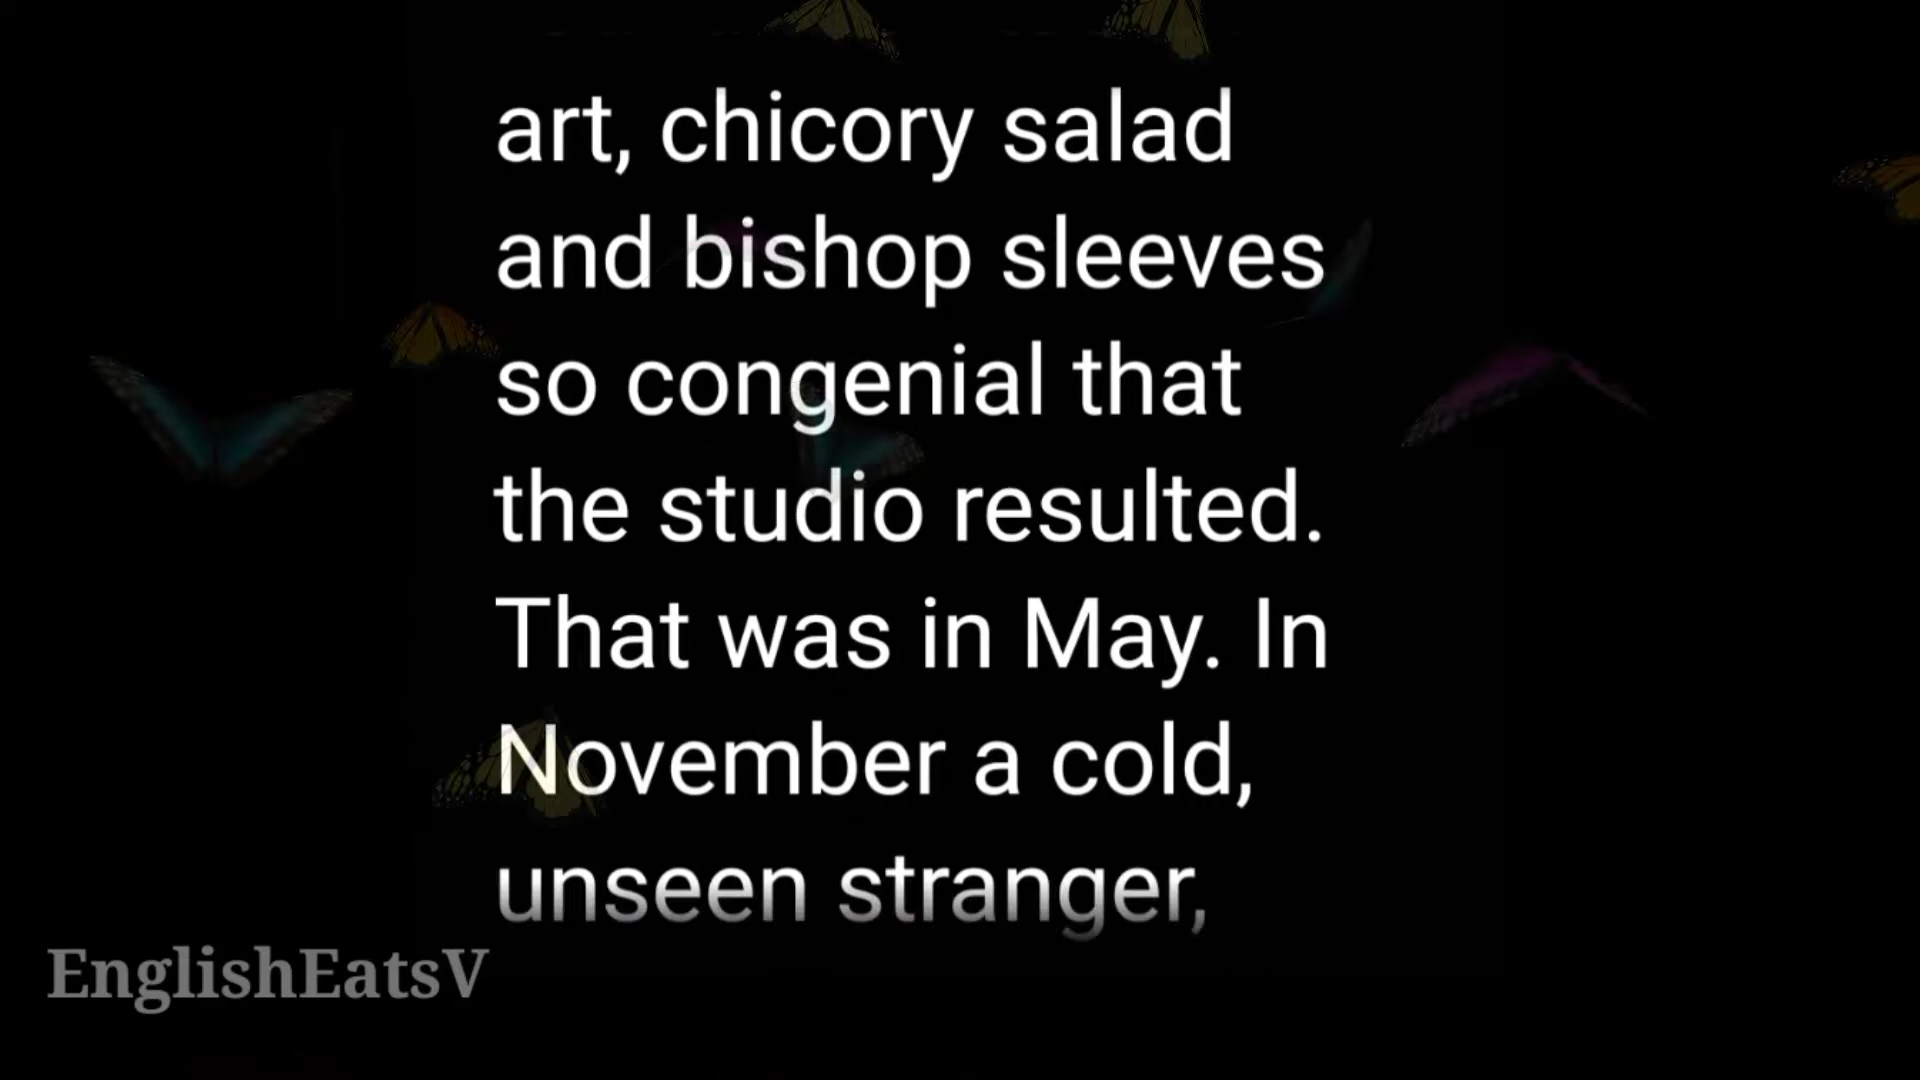 art, chicory salad
and bishop sleeves
so congenial that
the studio resulted.
That was in May. In
November a cold,
unseen stranger,
EnglishEatsV